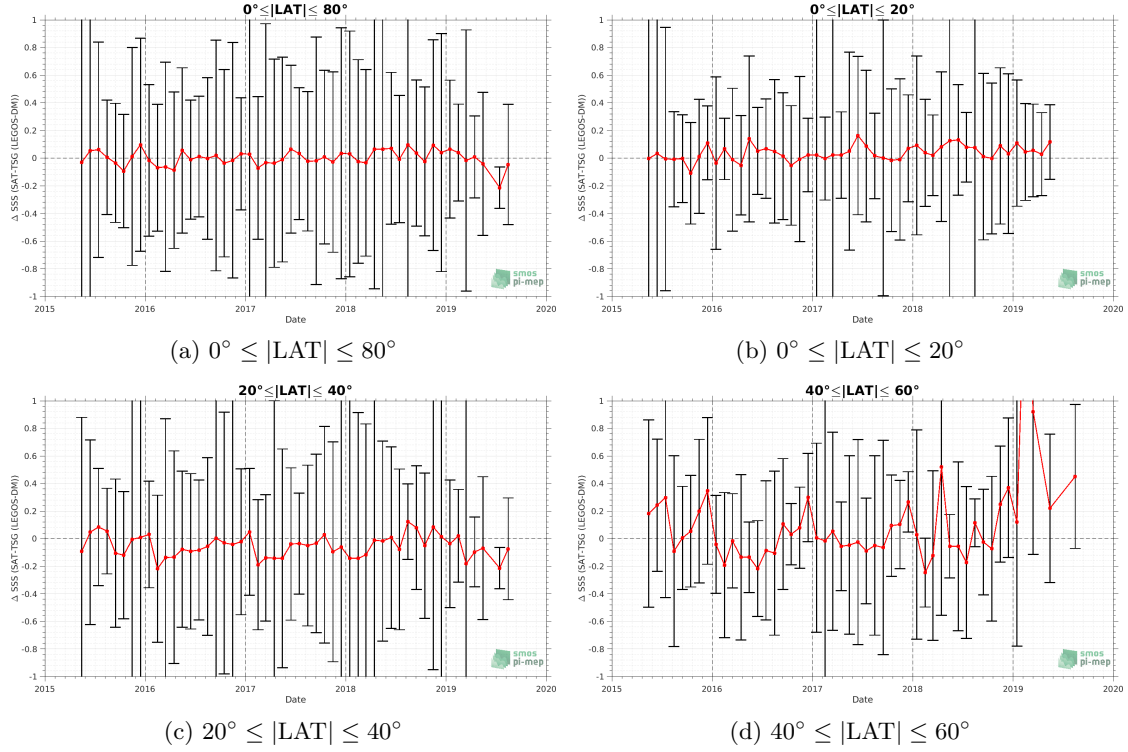 0°≤|LAT|≤ 80°
Δ SSS (SAT-TSG (LEGOS-DM))
1
0.8
0.6
0.4
0.2
0
-0.2
-0.4
-0.6
-0.8
-1
2015 2016 2017 2018 2019 2020
Date
smos
pi-mep
(a) 0° ≤ |LAT| ≤ 80°
0°≤|LAT|≤ 20°
Δ SSS (SAT-TSG (LEGOS-DM))
1
0.8
0.6
0.4
0.2
0
-0.2
-0.4
-0.6
-0.8
-1
2015 2016 2017 2018 2019 2020
Date
smos
pi-mep
(b) 0° ≤ |LAT| ≤ 20°
20°≤|LAT|≤ 40°
Δ SSS (SAT-TSG (LEGOS-DM))
1
0.8
0.6
0.4
0.2
0
-0.2
-0.4
-0.6
-0.8
-1
2015 2016 2017 2018 2019 2020
Date
smos
pi-mep
(c) 20° ≤ |LAT| ≤ 40°
40°≤|LAT|≤ 60°
Δ SSS (SAT-TSG (LEGOS-DM))
1
0.8
0.6
0.4
0.2
0
-0.2
-0.4
-0.6
-0.8
-1
2015 2016 2017 2018 2019 2020
Date
smos
pi-mep
(d) 40° ≤ |LAT| ≤ 60°